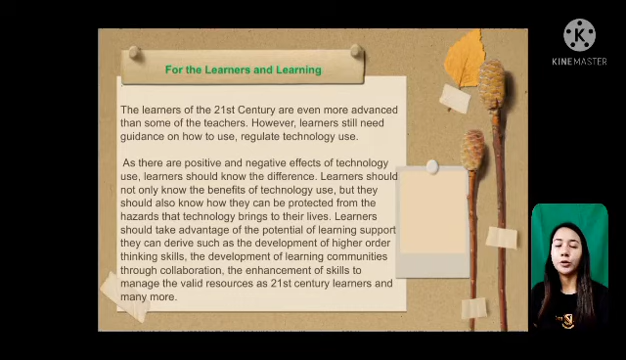 For the Learners and Learning
The learners of the 21st Century are even more advanced
than some of the teachers. However, learners still need
guidance on how to use, regulate technology use.
As there are positive and negative effects of technology
use, learners should know the difference. Learners should
not only know the benefits of technology use, but they
should also know how they can be protected from the
hazards that technology brings to their lives. Learners
should take advantage of the potential of learning support
they can derive such as the development of higher order
thinking skills, the development of learning communities
through collaboration, the enhancement of skills to
manage the valid resources as 21st century learners and
many more.
K
KINEMASTER